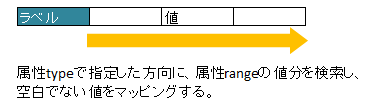 ラベル 値
属性typeで指定した方向に、属性rangeの値分を検索し、
空白でない値をマッピングする。